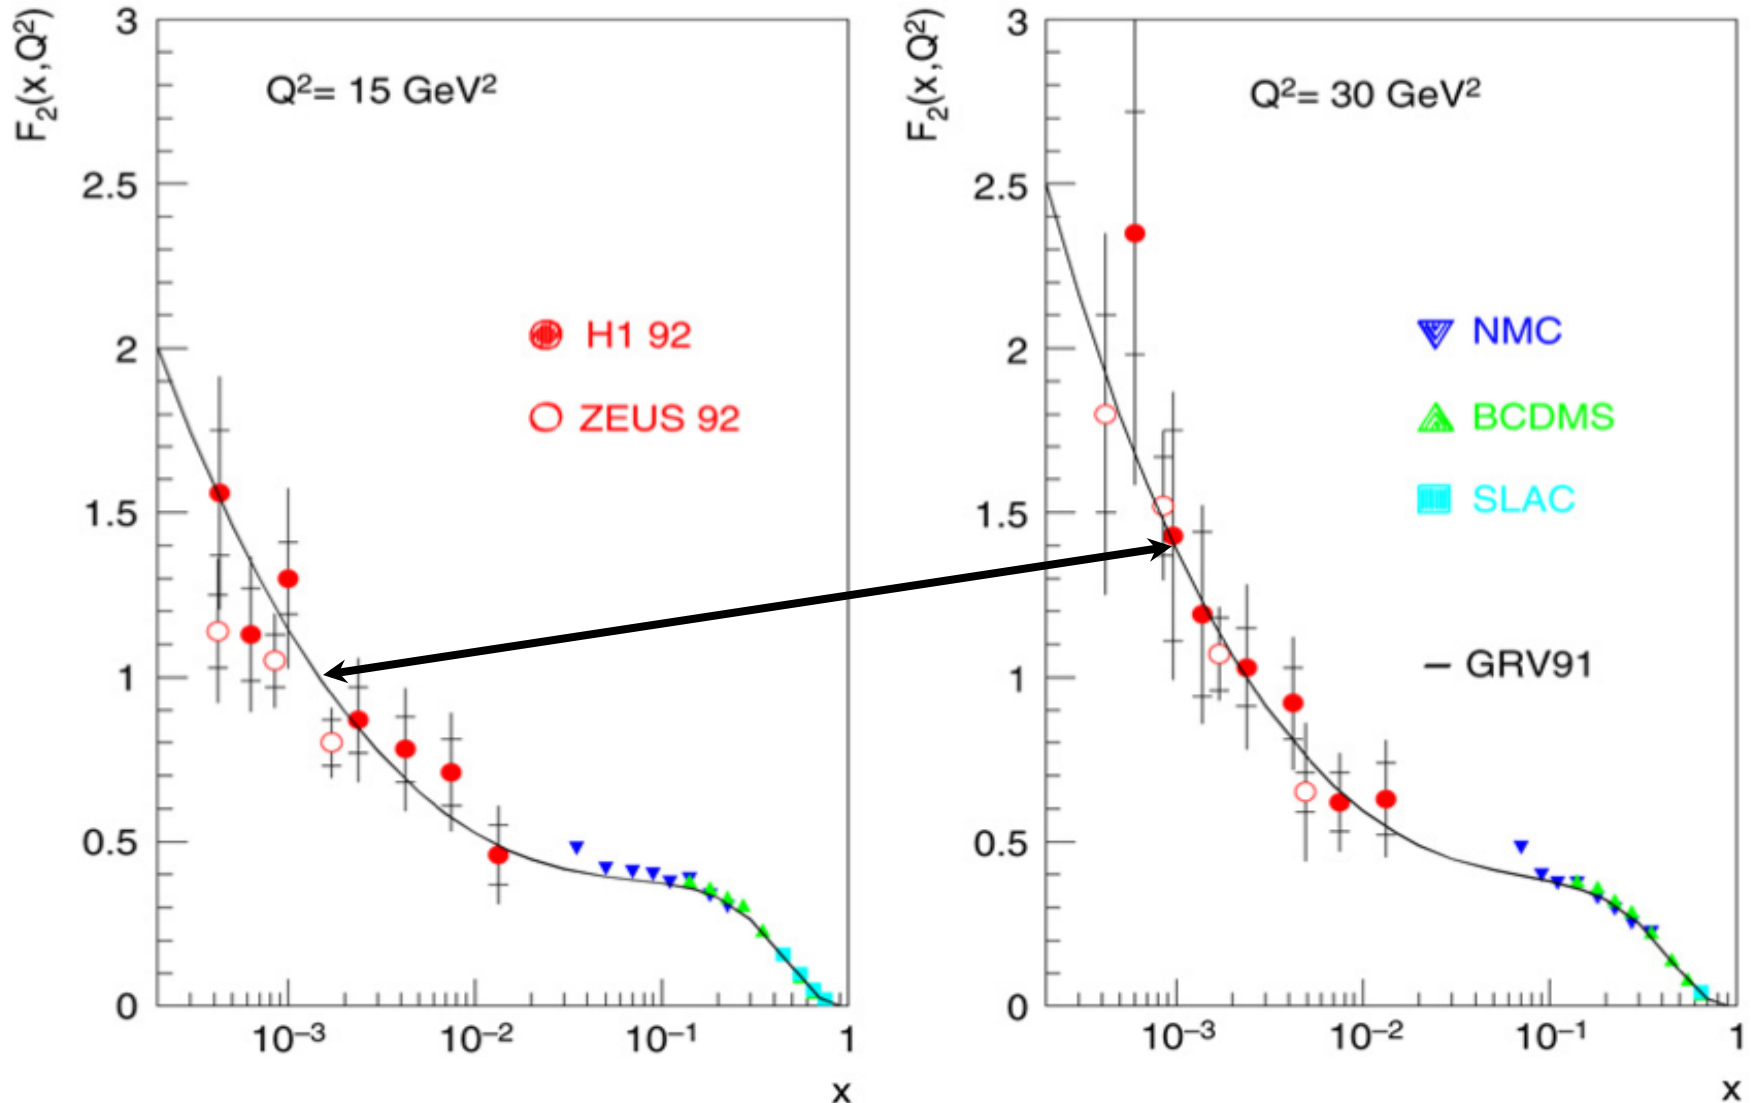 F₂(x,Q²)
Q²= 15 GeV²
3
2.5
2
1.5
1
0.5
0
H1 92
ZEUS 92
10⁻³
10⁻²
10⁻¹
1
x
F₂(x,Q²)
Q²= 30 GeV²
3
2.5
2
1.5
1
0.5
0
NMC
BCDMS
SLAC
GRV91
10⁻³
10⁻²
10⁻¹
1
x